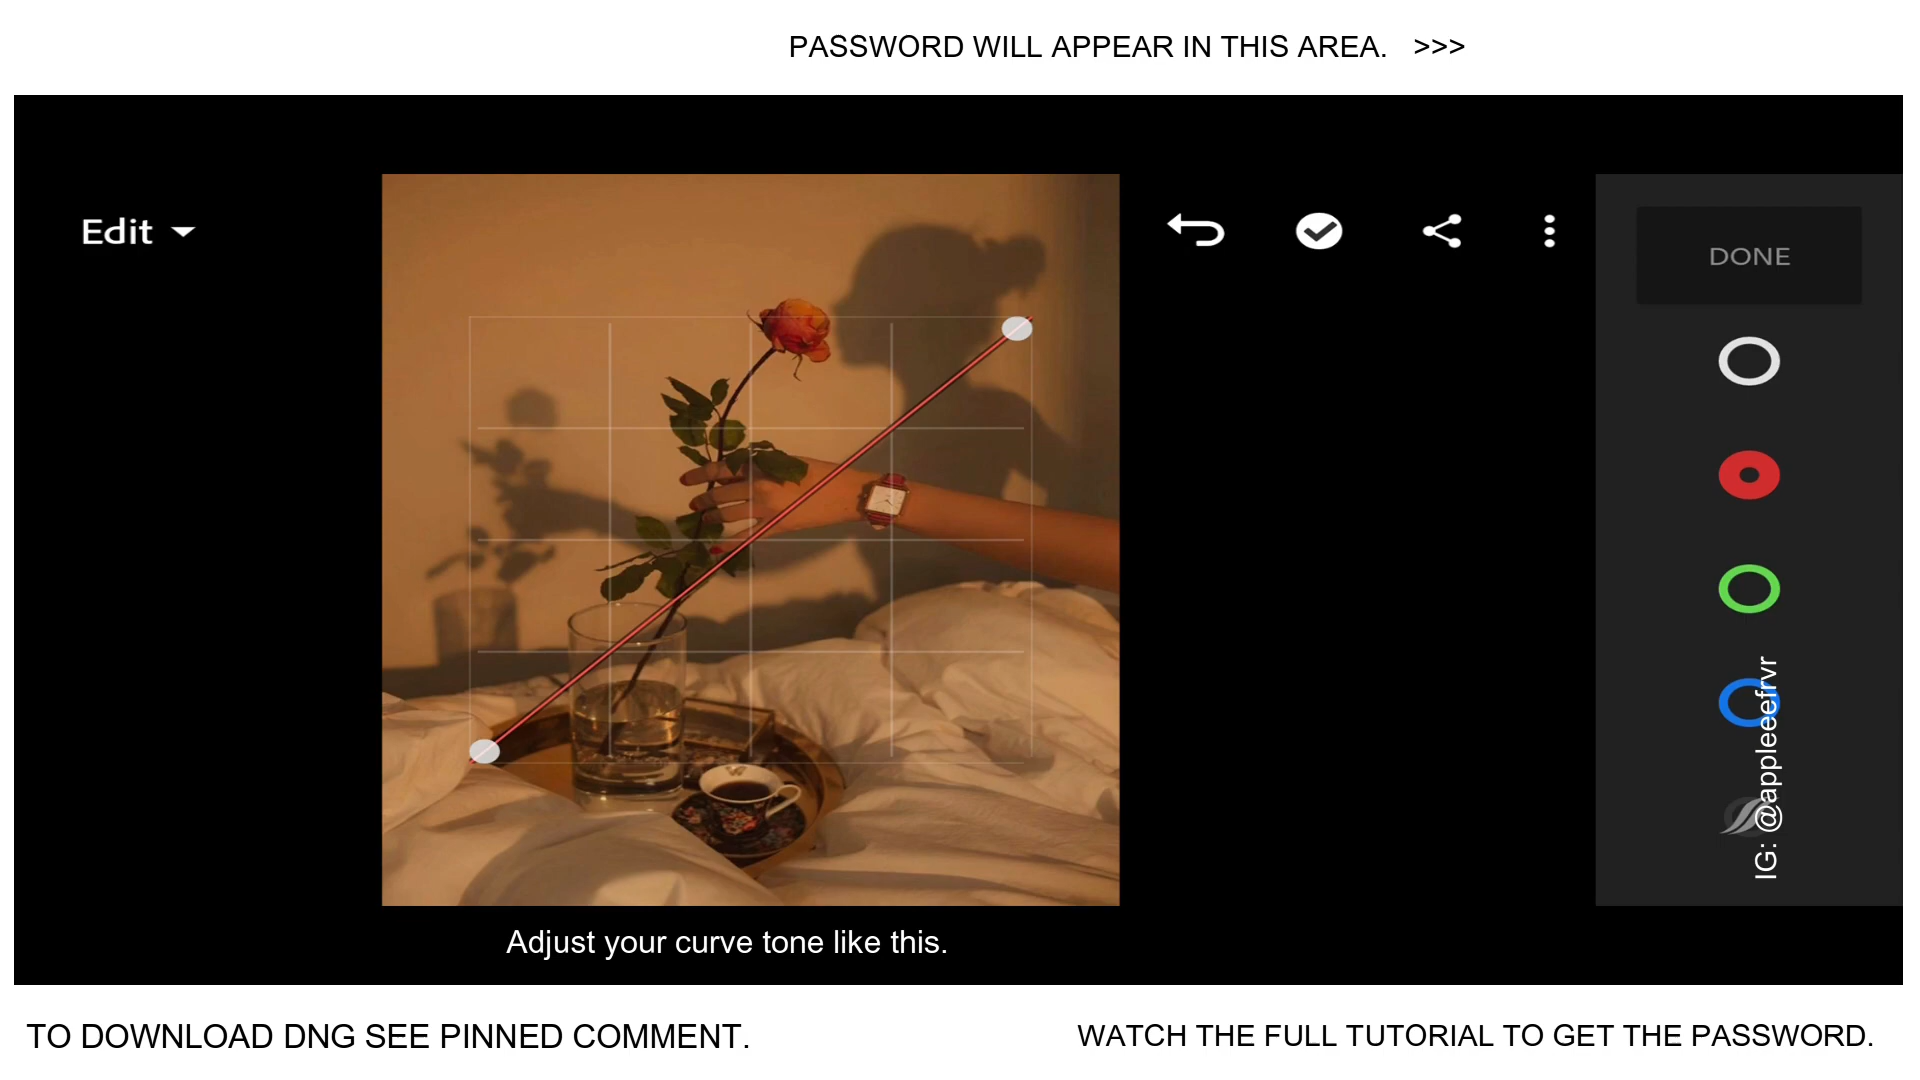 PASSWORD WILL APPEAR IN THIS AREA. >>>
Edit
DONE
IG: @appleeefrvr
Adjust your curve tone like this.
TO DOWNLOAD DNG SEE PINNED COMMENT.
WATCH THE FULL TUTORIAL TO GET THE PASSWORD.